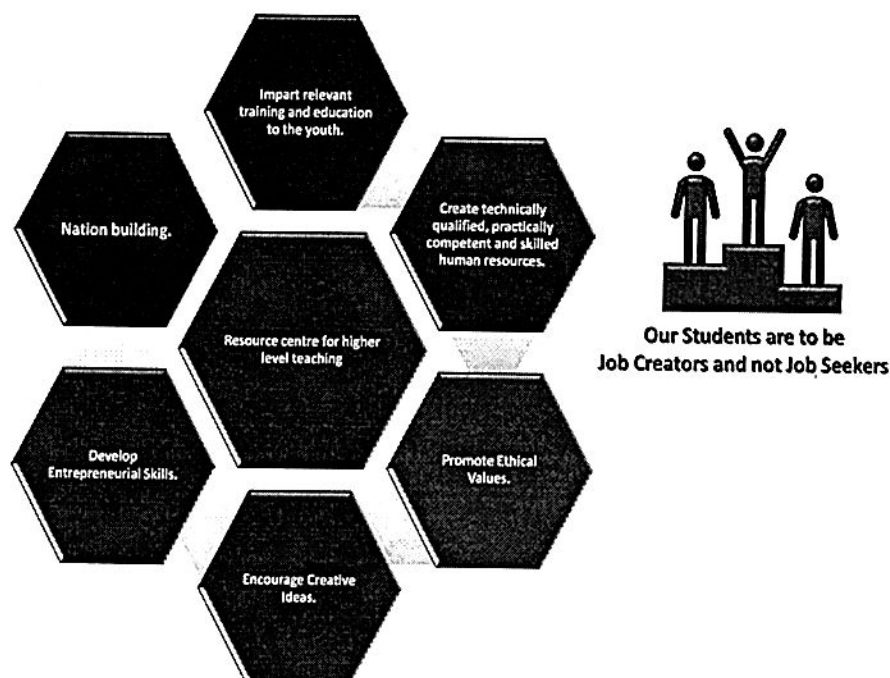 Impart relevant
training and education
to the youth.
Create technically
qualified, practically
competent and skilled
human resources.
Nation building.
Resource centre for higher
level teaching
Develop
Entrepreneurial Skills.
Promote Ethical
Values.
Encourage Creative
Ideas.
Our Students are to be
Job Creators and not Job Seekers